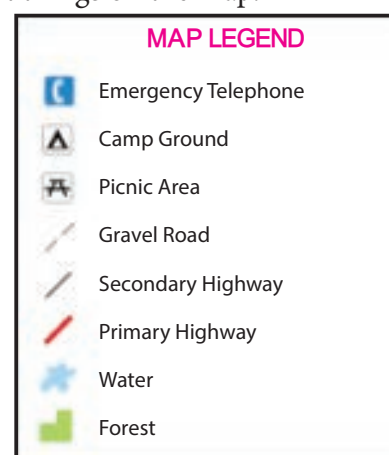 MAP LEGEND
Emergency Telephone
Camp Ground
Picnic Area
Gravel Road
Secondary Highway
Primary Highway
Water
Forest